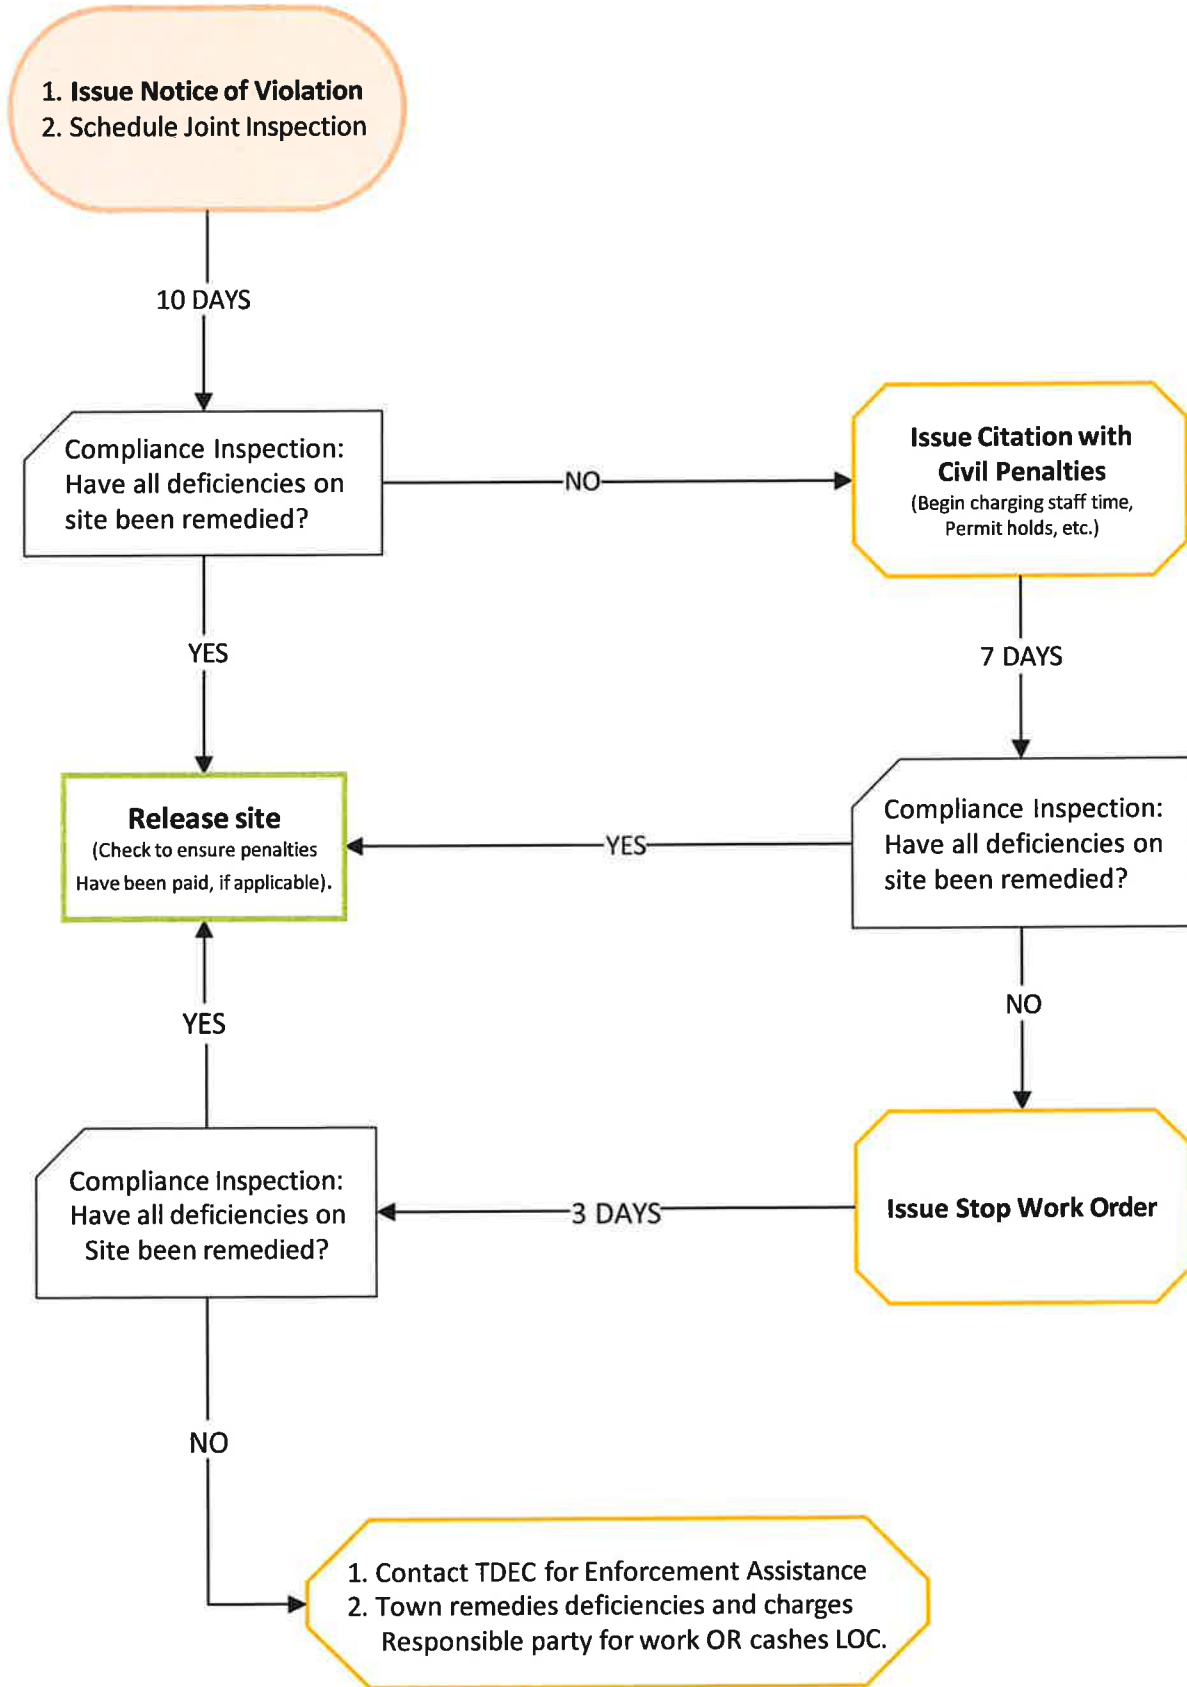 1. Issue Notice of Violation
2. Schedule Joint Inspection
10 DAYS
Compliance Inspection:
Have all deficiencies on
site been remedied?
NO
Issue Citation with
Civil Penalties
(Begin charging staff time,
Permit holds, etc.)
YES
7 DAYS
Release site
(Check to ensure penalties
Have been paid, if applicable).
YES
Compliance Inspection:
Have all deficiencies on
site been remedied?
YES
NO
Compliance Inspection:
Have all deficiencies on
Site been remedied?
3 DAYS
Issue Stop Work Order
NO
1. Contact TDEC for Enforcement Assistance
2. Town remedies deficiencies and charges
Responsible party for work OR cashes LOC.